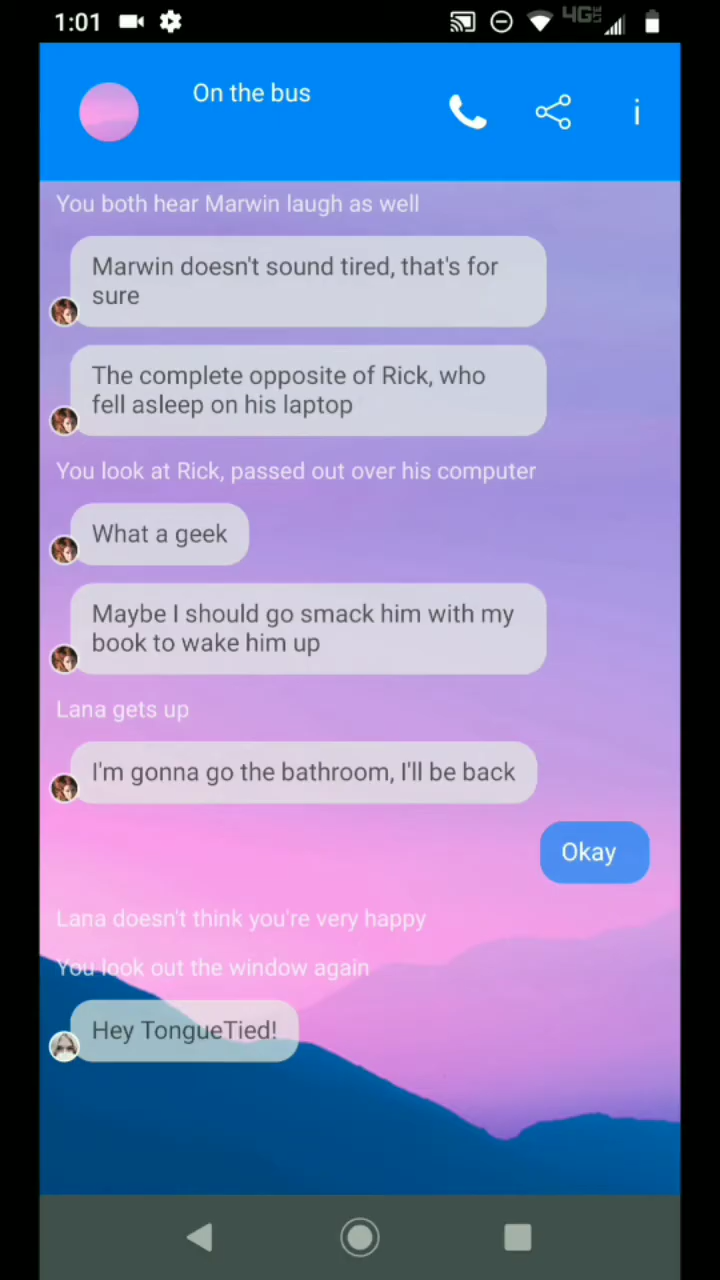 1:01
4G LTE
On the bus
i
You both hear Marwin laugh as well
Marwin doesn't sound tired, that's for
sure
The complete opposite of Rick, who
fell asleep on his laptop
You look at Rick, passed out over his computer
What a geek
Maybe I should go smack him with my
book to wake him up
Lana gets up
I'm gonna go the bathroom, I'll be back
Okay
Lana doesn't think you're very happy
You look out the window again
Hey TongueTied!